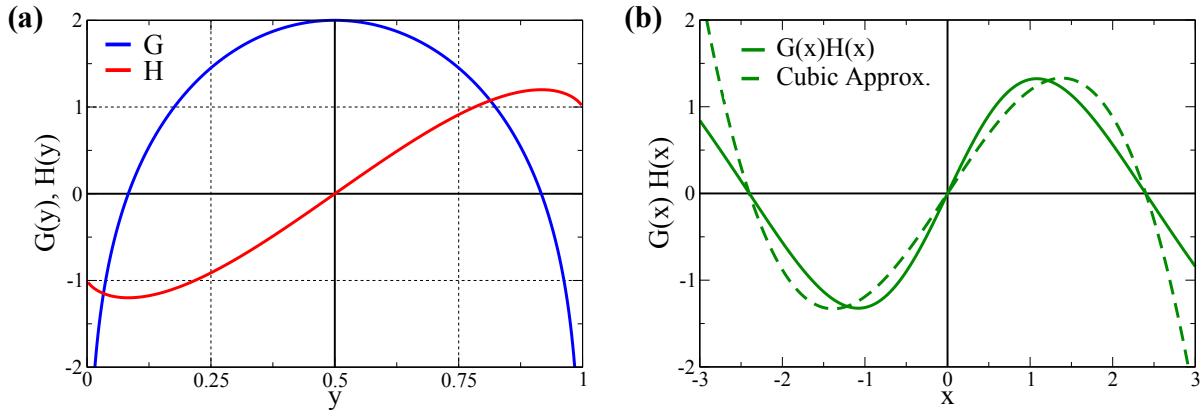 (a)
G
H
G(y), H(y)
2
1
0
-1
-2
0
0.25
0.5
0.75
1
y
(b)
G(x)H(x)
Cubic Approx.
G(x) H(x)
2
1
0
-1
-2
-3
-2
-1
0
1
2
3
x